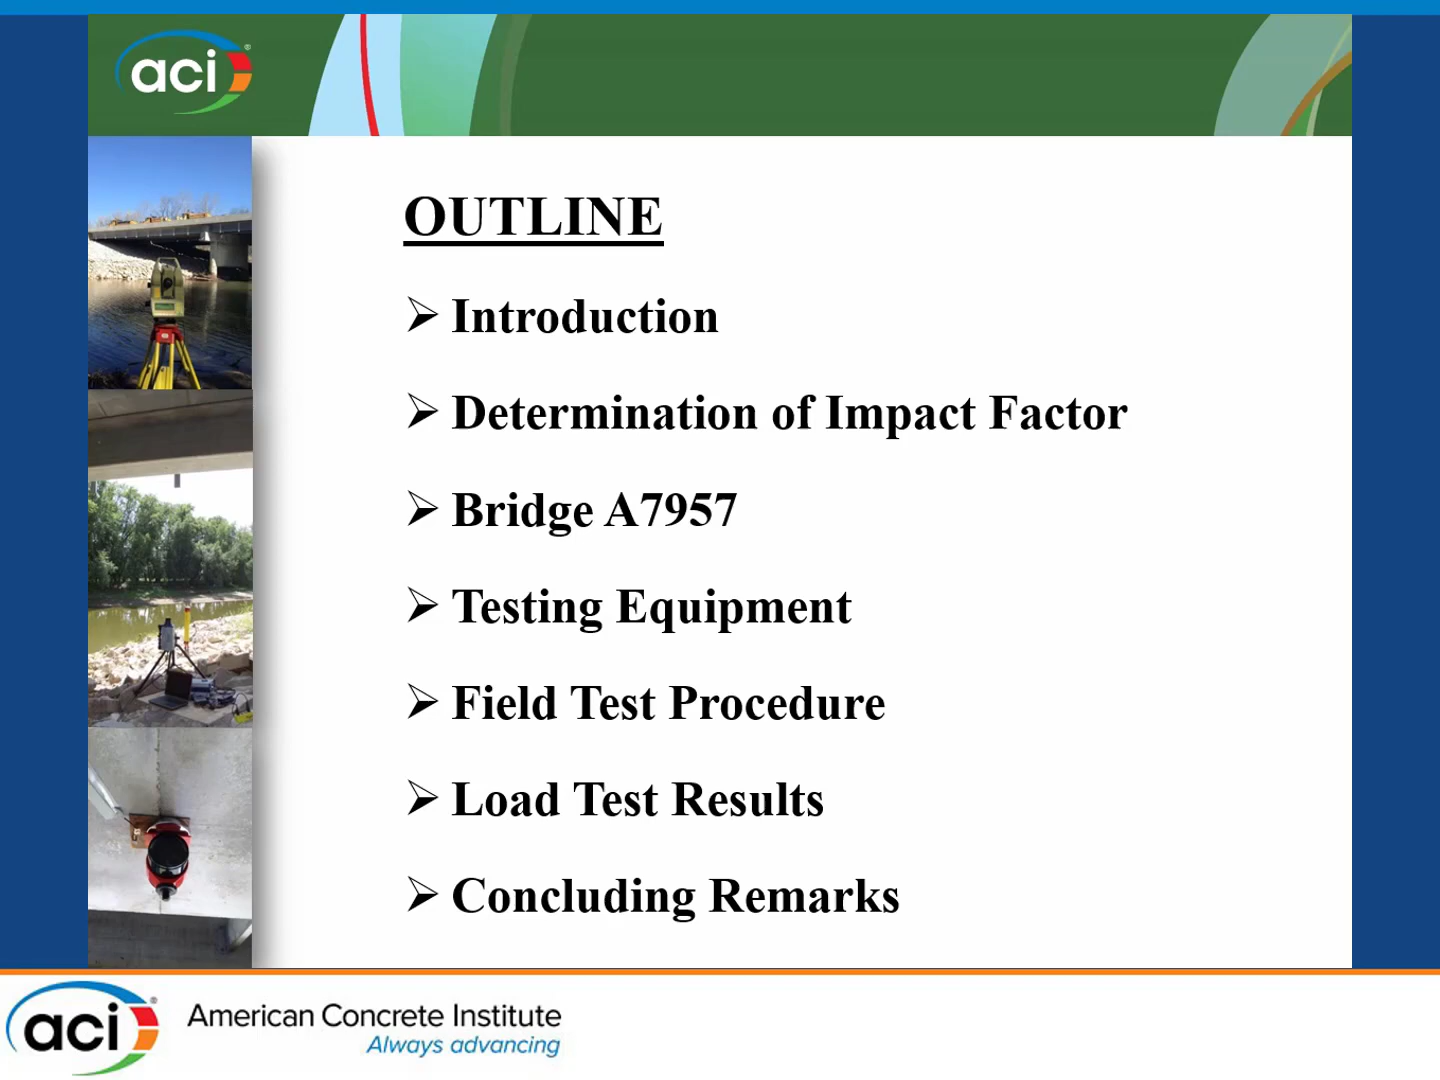 aci
OUTLINE
➢ Introduction
➢ Determination of Impact Factor
➢ Bridge A7957
➢ Testing Equipment
➢ Field Test Procedure
➢ Load Test Results
➢ Concluding Remarks
aci
American Concrete Institute
Always advancing